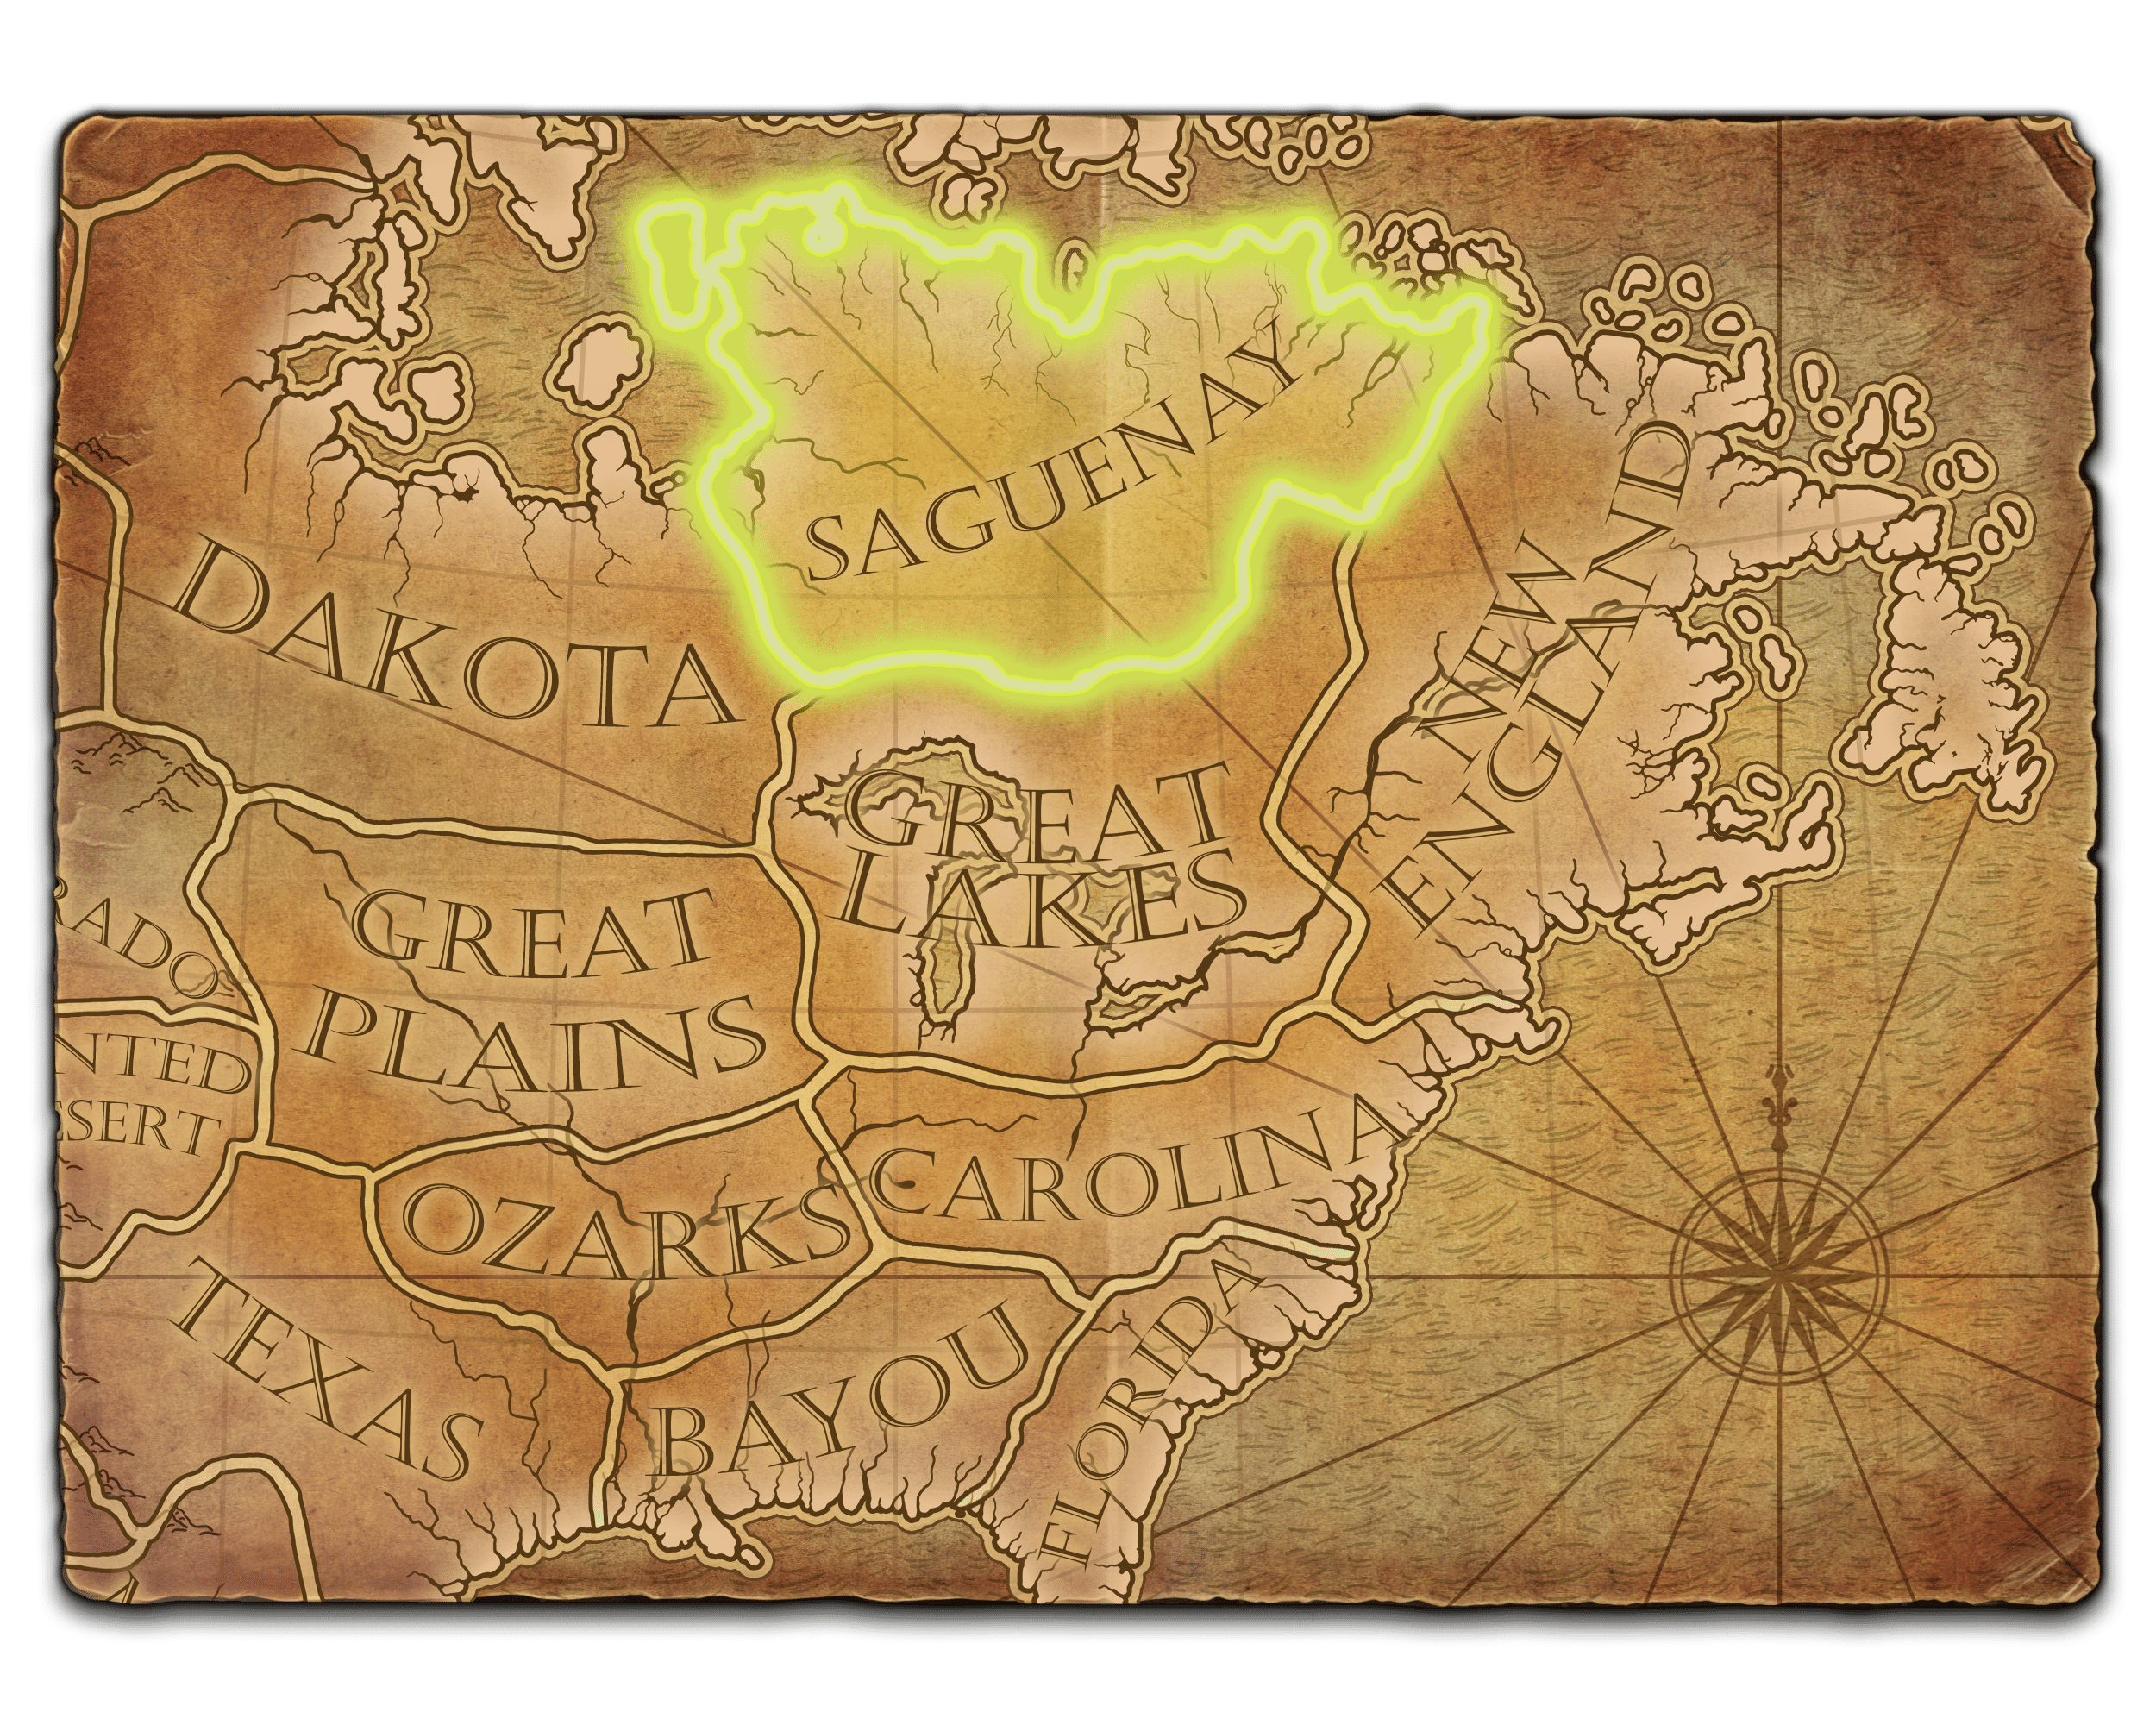 SAGUENAY
DAKOTA
NEW
ENGLAND
GREAT
LAKES
GREAT
PLAINS
RADO
NTED
ESERT
CAROLINA
OZARKS
TEXAS
BAYOU
FLORIDA